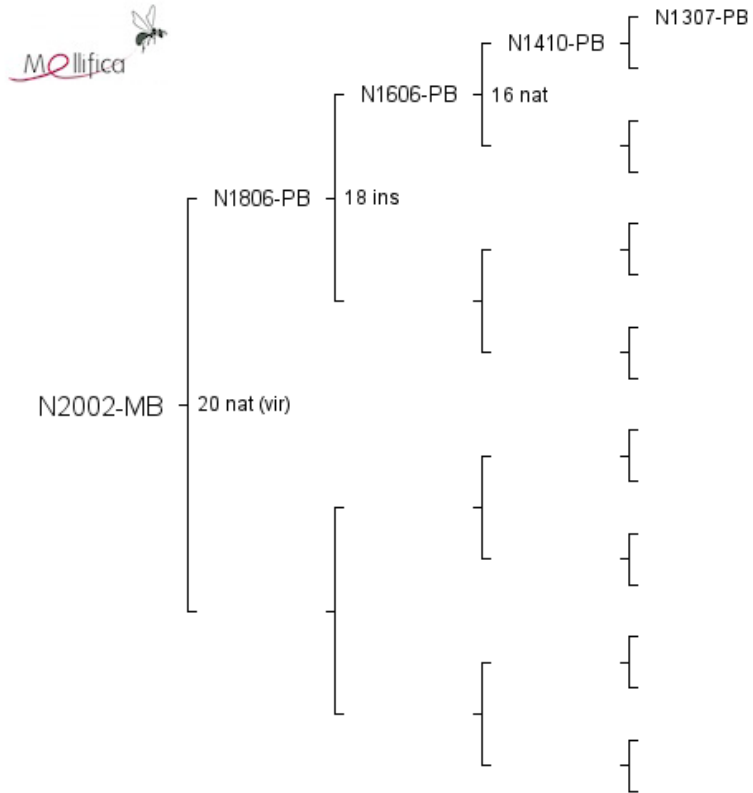 Mellifica
N1307-PB
N1410-PB
N1606-PB
16 nat
N1806-PB
18 ins
N2002-MB
20 nat (vir)